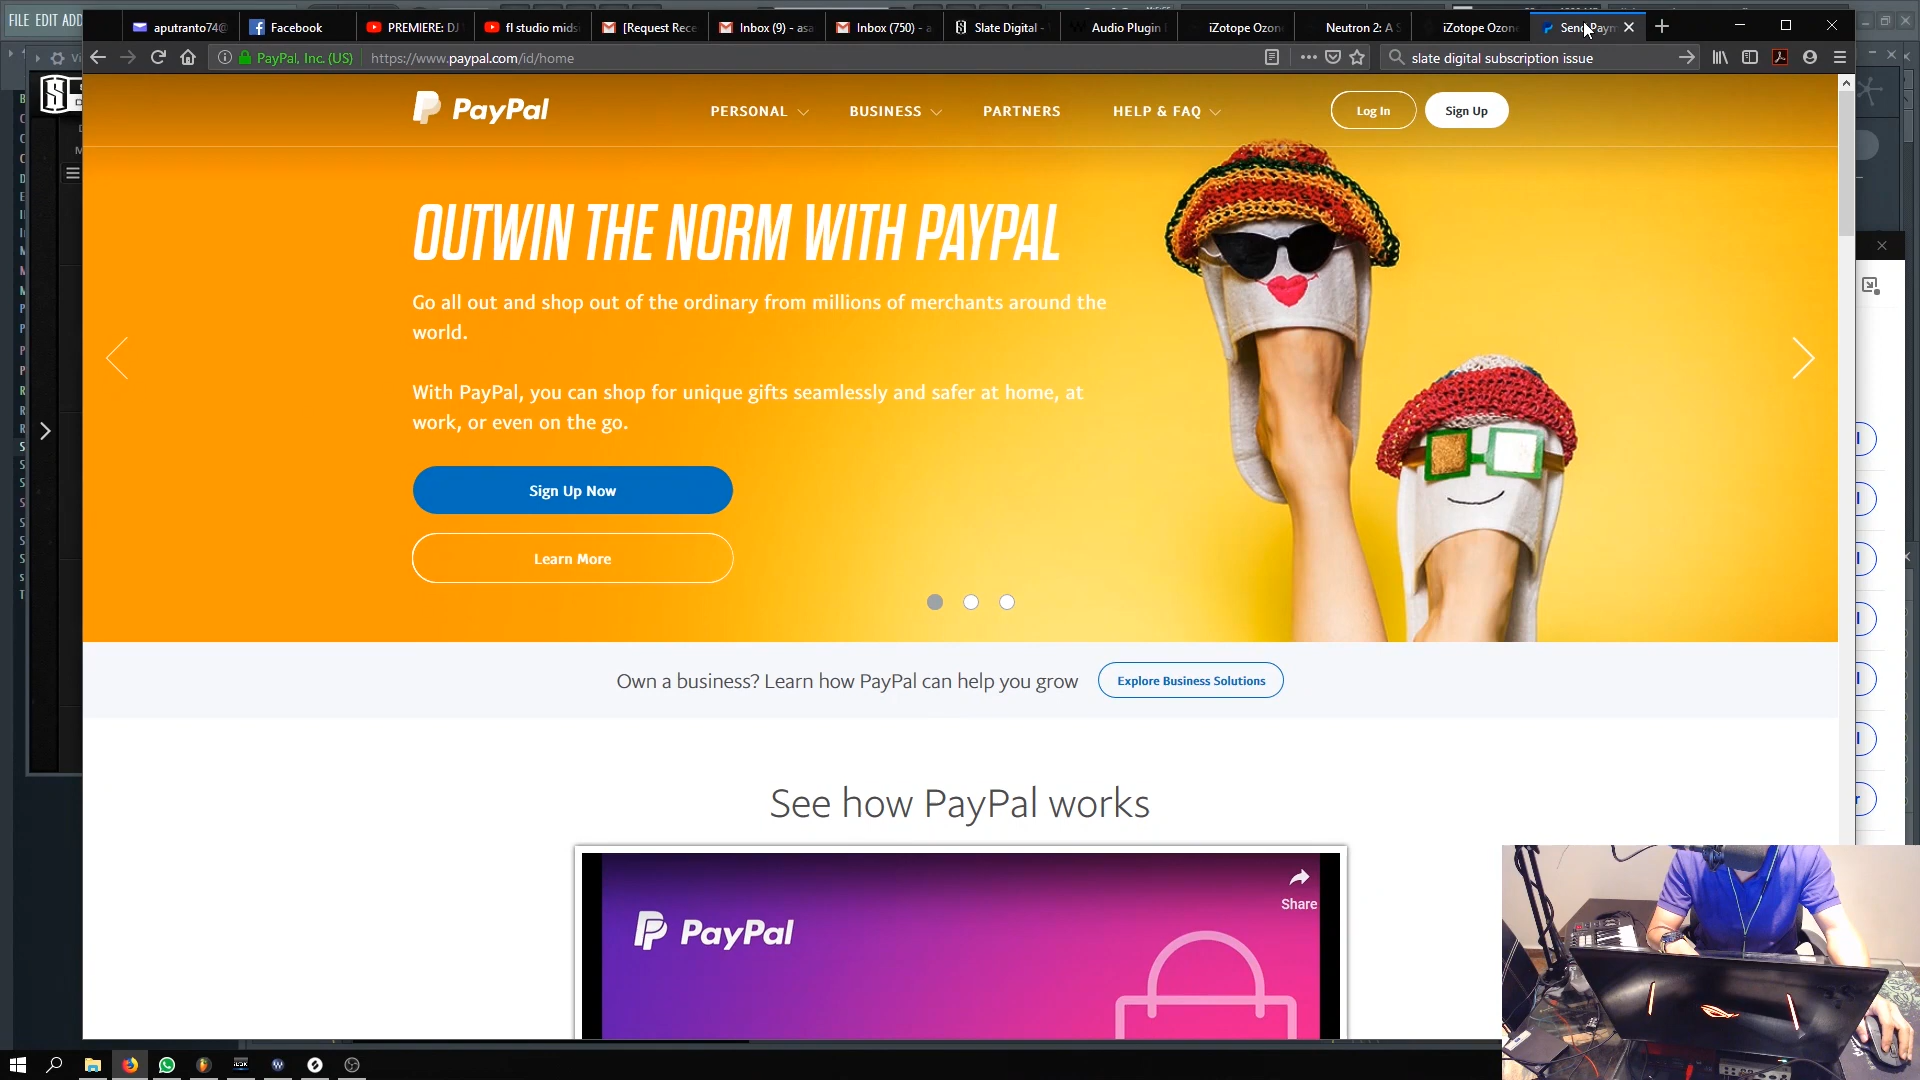 FILE EDIT ADD
aputranto74@
Facebook
PREMIERE: DJ
fl studio mids
[Request Rece
Inbox (9) - asa
Inbox (750) - a
Slate Digital -
Audio Plugin
iZotope Ozon
Neutron 2: A S
iZotope Ozon
Send Paym
PayPal, Inc. (US)
https://www.paypal.com/id/home
slate digital subscription issue
PayPal
PERSONAL
BUSINESS
PARTNERS
HELP & FAQ
Log In
Sign Up
OUTWIN THE NORM WITH PAYPAL
Go all out and shop out of the ordinary from millions of merchants around the
world.
With PayPal, you can shop for unique gifts seamlessly and safer at home, at
work, or even on the go.
Sign Up Now
Learn More
Own a business? Learn how PayPal can help you grow
Explore Business Solutions
See how PayPal works
PayPal
Share